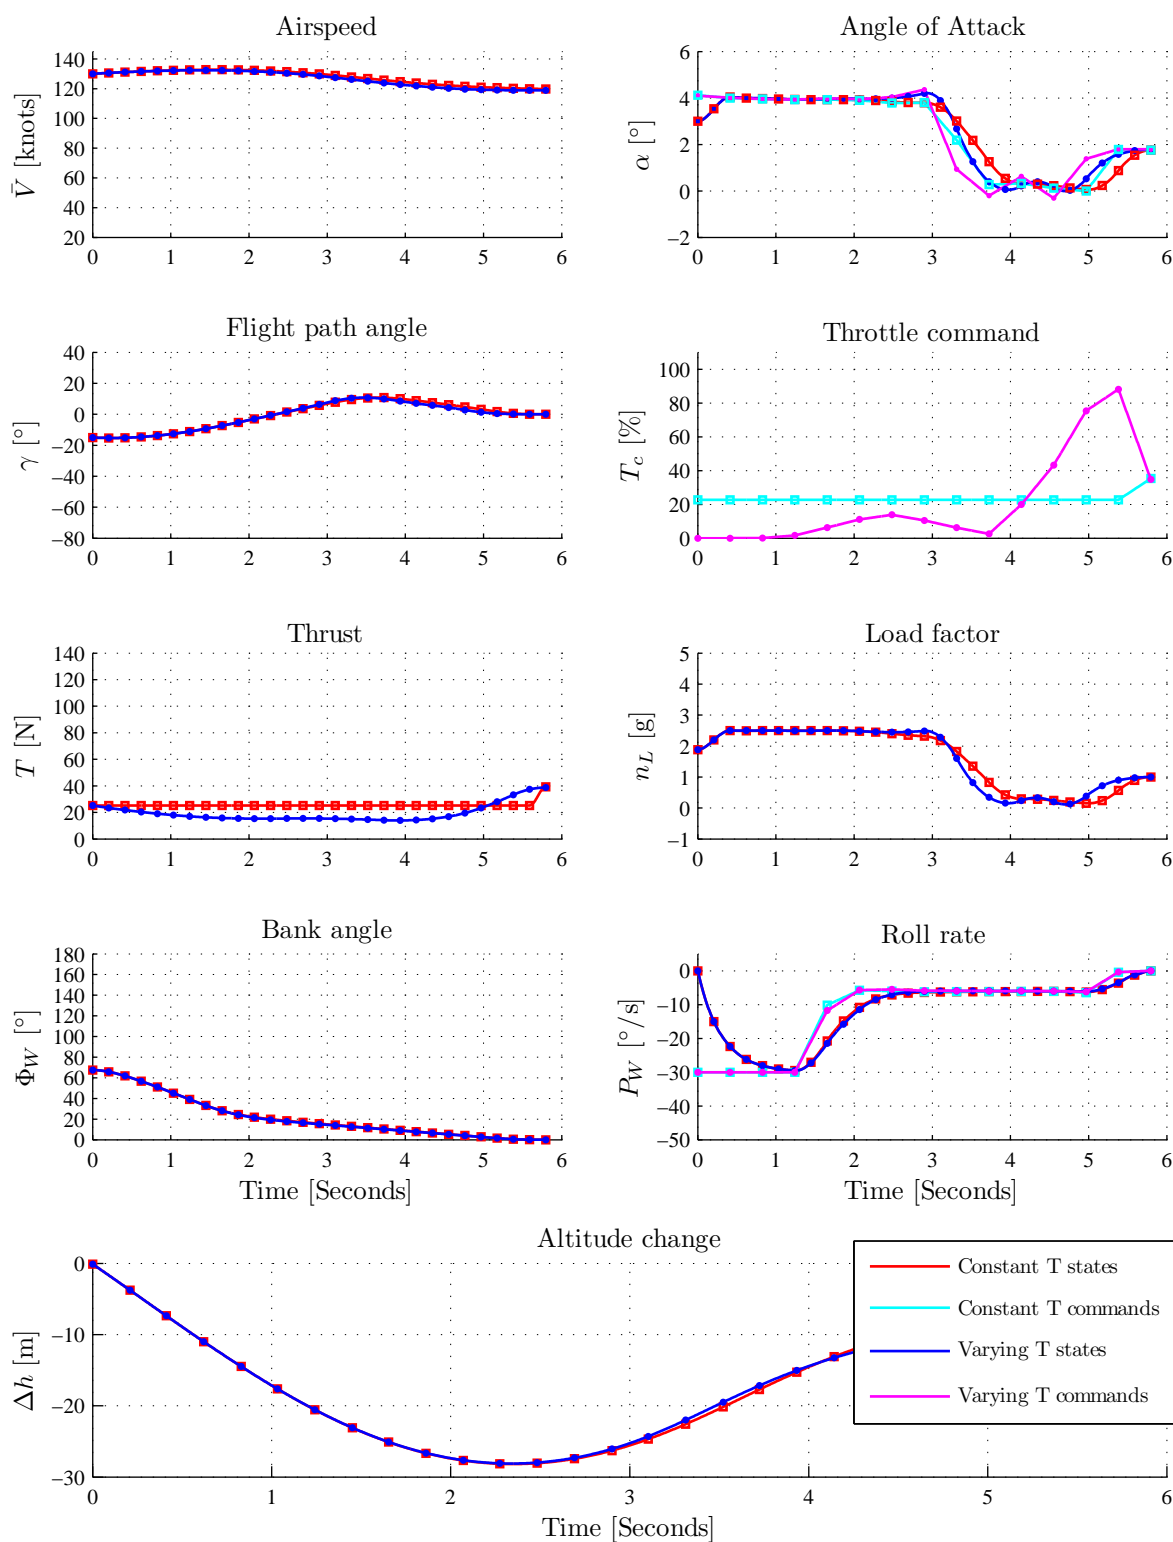 Airspeed
Angle of Attack
V̄ [knots]
140
120
100
80
60
40
20
0 1 2 3 4 5 6
α [°]
6
4
2
0
−2
0 1 2 3 4 5 6
Flight path angle
Throttle command
γ [°]
40
20
0
−20
−40
−60
−80
0 1 2 3 4 5 6
T_c [%]
100
80
60
40
20
0
0 1 2 3 4 5 6
Thrust
Load factor
T [N]
140
120
100
80
60
40
20
0
0 1 2 3 4 5 6
n_L [g]
5
4
3
2
1
0
−1
0 1 2 3 4 5 6
Bank angle
Roll rate
Φ_W [°]
180
160
140
120
100
80
60
40
20
0
0 1 2 3 4 5 6
Time [Seconds]
P_W [°/s]
0
−10
−20
−30
−40
−50
0 1 2 3 4 5 6
Time [Seconds]
Altitude change
Δh [m]
0
−10
−20
−30
0 1 2 3 4 5 6
Time [Seconds]
Constant T states
Constant T commands
Varying T states
Varying T commands